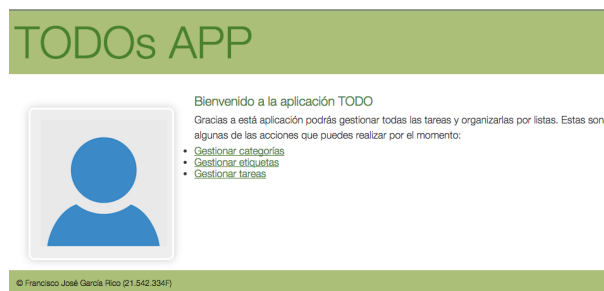 TODOs APP
Bienvenido a la aplicación TODO
Gracias a está aplicación podrás gestionar todas las tareas y organizarlas por listas. Estas son
algunas de las acciones que puedes realizar por el momento:
Gestionar categorías
Gestionar etiquetas
Gestionar tareas
© Francisco José García Rico (21.542.334F)